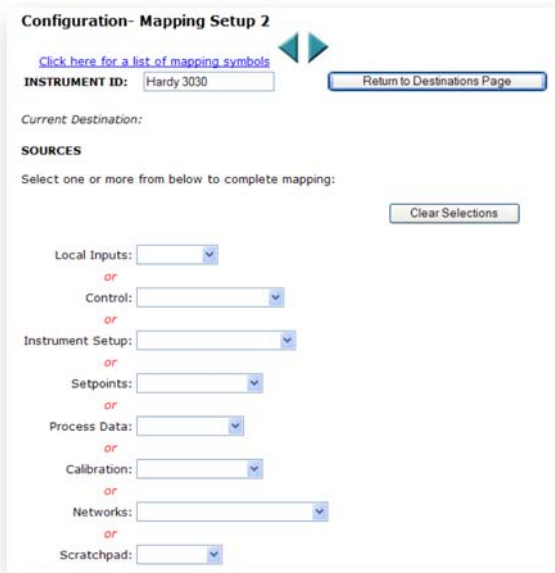 Configuration- Mapping Setup 2
Click here for a list of mapping symbols
INSTRUMENT ID: Hardy 3030 Return to Destinations Page
Current Destination:
SOURCES
Select one or more from below to complete mapping:
Clear Selections
Local Inputs:
or
Control:
or
Instrument Setup:
or
Setpoints:
or
Process Data:
or
Calibration:
or
Networks:
or
Scratchpad: